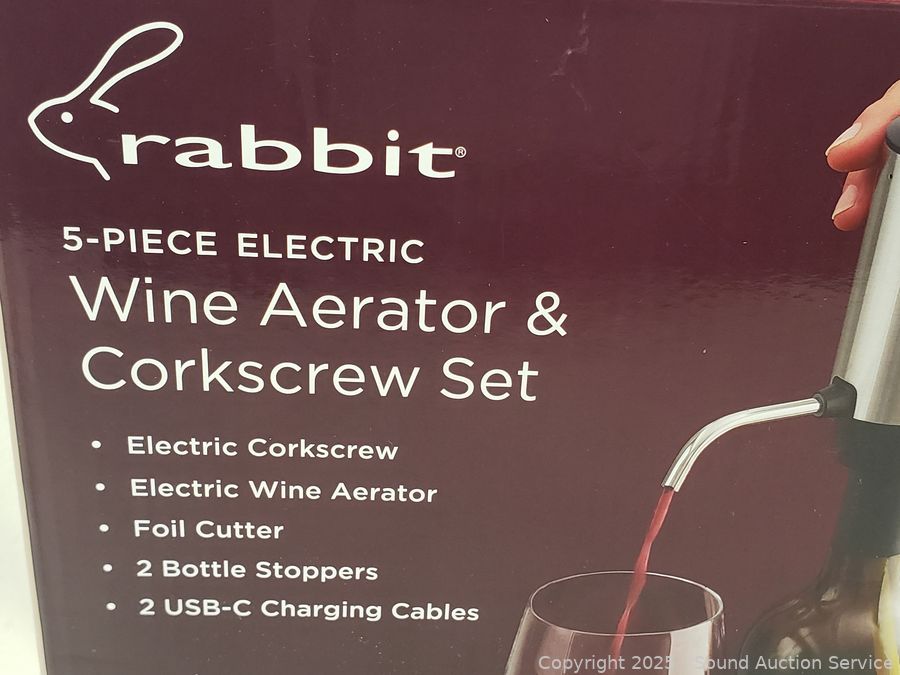 rabbit®
5-PIECE ELECTRIC
Wine Aerator &
Corkscrew Set
• Electric Corkscrew
• Electric Wine Aerator
• Foil Cutter
• 2 Bottle Stoppers
• 2 USB-C Charging Cables
Copyright 2025 Sound Auction Service